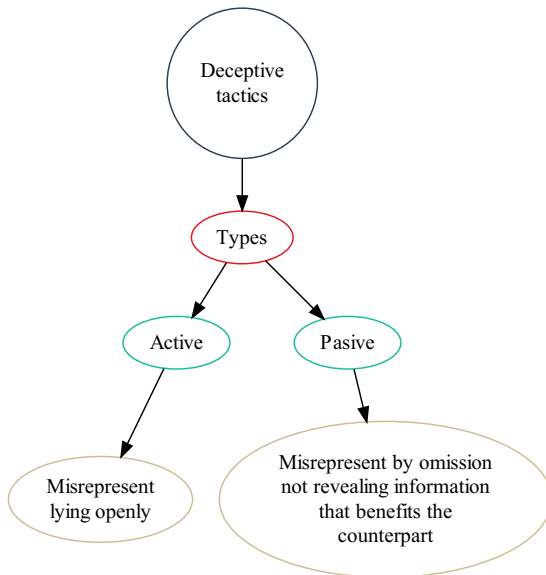 Deceptive
tactics
Types
Active
Pasive
Misrepresent
lying openly
Misrepresent by omission
not revealing information
that benefits the
counterpart